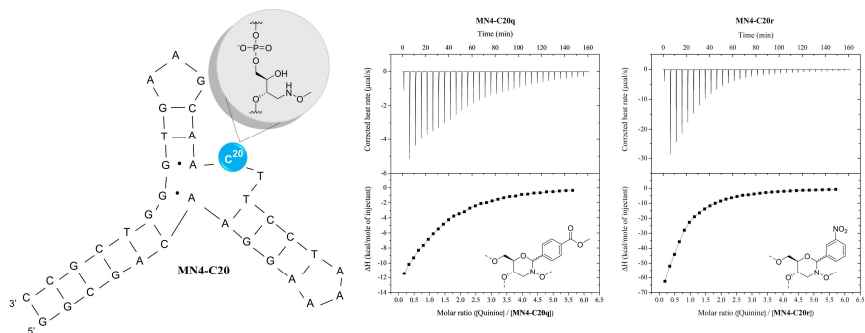 A
A G
G C
T A
G A C20 T
G A T C C T A
G C A G G A A A
T A
C G
G C
C G
3' C G
5'
MN4-C20
O
-O P O
O
OH
O
H
N O
MN4-C20q
Time (min)
0 10 20 30 40 50 60 70 80 90 100 110 120 130 140 150 160
Corrected heat rate (μcal/s)
0
-2
-4
-6
ΔH (kcal/mole of injectant)
0
-2
-4
-6
-8
-10
-12
-14
O
O
O
O
N O
O
0.0 0.5 1.0 1.5 2.0 2.5 3.0 3.5 4.0 4.5 5.0 5.5 6.0 6.5
Molar ratio ([Quinine] / [MN4-C20q])
MN4-C20r
Time (min)
0 10 20 30 40 50 60 70 80 90 100 110 120 130 140 150 160
Corrected heat rate (μcal/s)
0
-10
-20
-30
ΔH (kcal/mole of injectant)
0
-10
-20
-30
-40
-50
-60
-70
NO2
O
O
N O
O
0.0 0.5 1.0 1.5 2.0 2.5 3.0 3.5 4.0 4.5 5.0 5.5 6.0 6.5
Molar ratio ([Quinine] / [MN4-C20r])